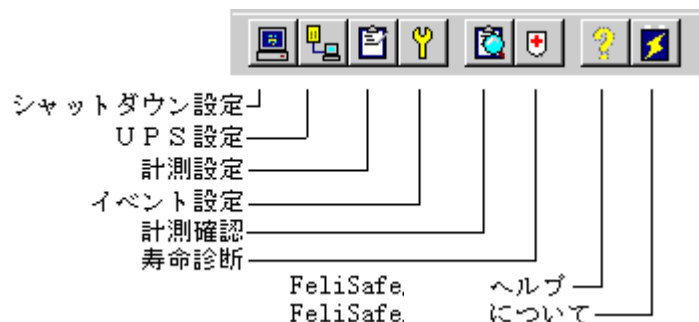 シャットダウン設定
ＵＰＳ設定
計測設定
イベント設定
計測確認
寿命診断
FeliSafe, ヘルプ
FeliSafe, について